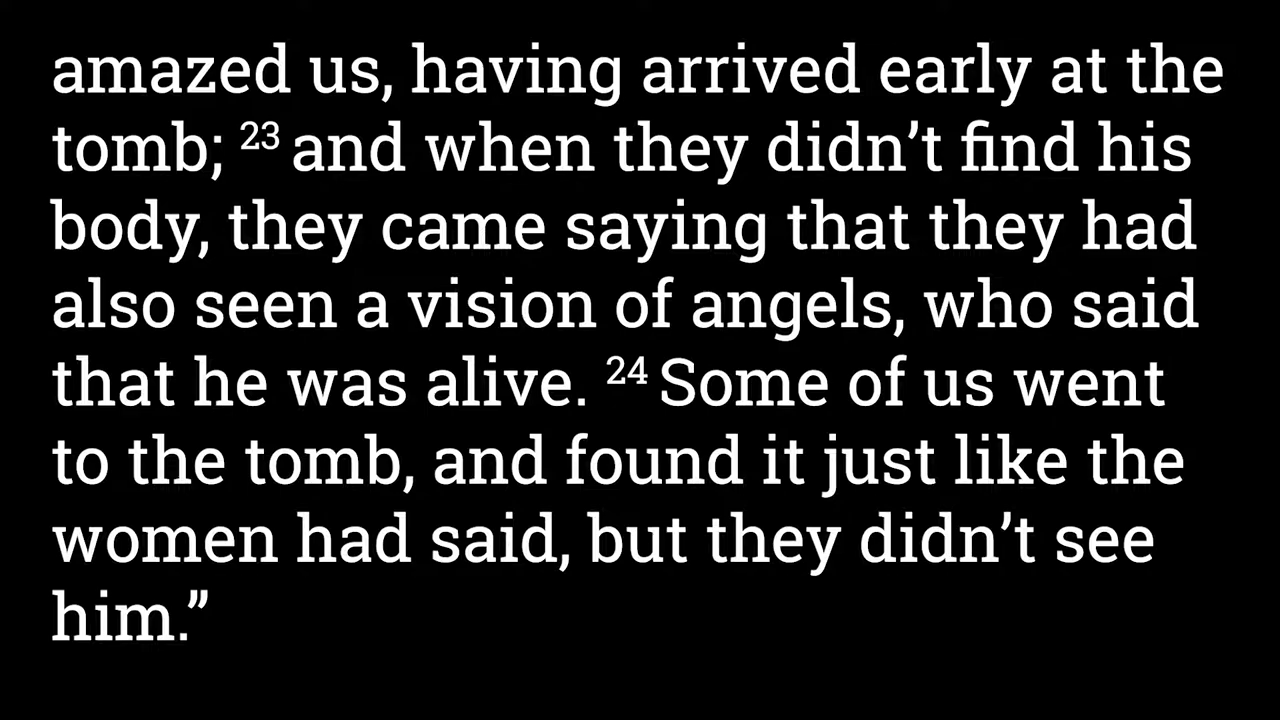 amazed us, having arrived early at the
tomb; 23 and when they didn’t find his
body, they came saying that they had
also seen a vision of angels, who said
that he was alive. 24 Some of us went
to the tomb, and found it just like the
women had said, but they didn’t see
him.”